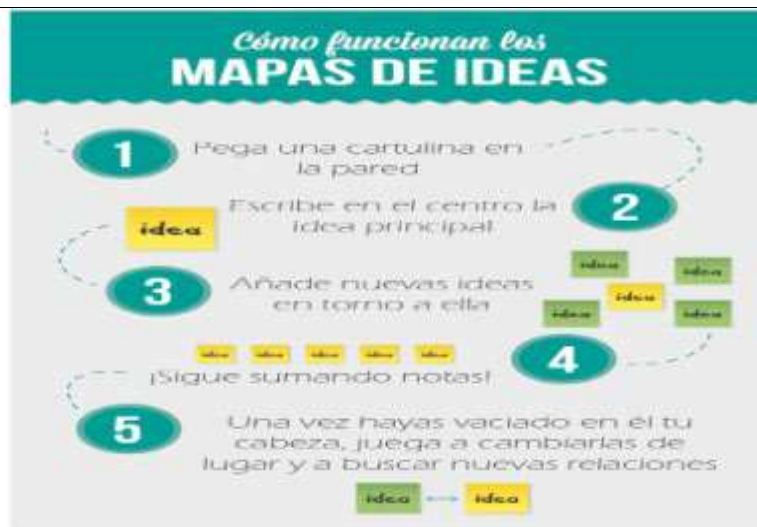 Cómo funcionan los
MAPAS DE IDEAS
1
Pega una cartulina en
la pared
2
Escribe en el centro la
idea principal
idea
3
Añade nuevas ideas
en torno a ella
idea
idea
idea
idea
idea
4
idea idea idea idea idea
¡Sigue sumando notas!
5
Una vez hayas vaciado en él tu
cabeza, juega a cambiarlas de
lugar y a buscar nuevas relaciones
idea idea